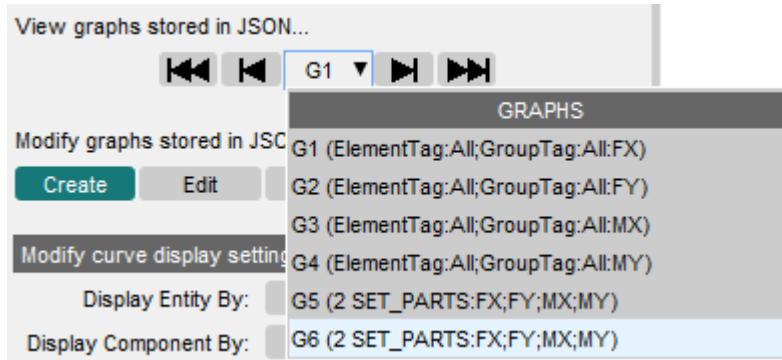 View graphs stored in JSON...
G1
GRAPHS
Modify graphs stored in JSO
G1 (ElementTag:All;GroupTag:All:FX)
Create Edit
G2 (ElementTag:All;GroupTag:All:FY)
G3 (ElementTag:All;GroupTag:All:MX)
Modify curve display setting
G4 (ElementTag:All;GroupTag:All:MY)
Display Entity By:
G5 (2 SET_PARTS:FX;FY;MX;MY)
Display Component By:
G6 (2 SET_PARTS:FX;FY;MX;MY)